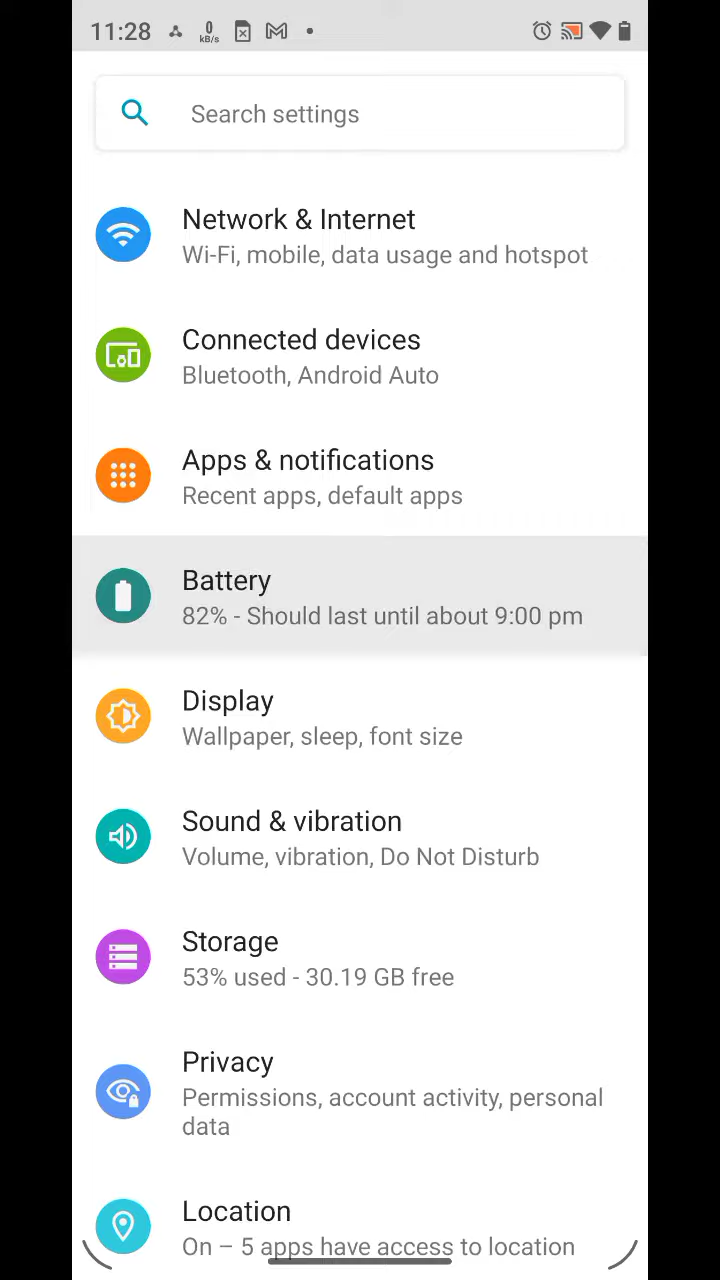 11:28
0
kB/s
Search settings
Network & Internet
Wi-Fi, mobile, data usage and hotspot
Connected devices
Bluetooth, Android Auto
Apps & notifications
Recent apps, default apps
Battery
82% - Should last until about 9:00 pm
Display
Wallpaper, sleep, font size
Sound & vibration
Volume, vibration, Do Not Disturb
Storage
53% used - 30.19 GB free
Privacy
Permissions, account activity, personal
data
Location
On – 5 apps have access to location